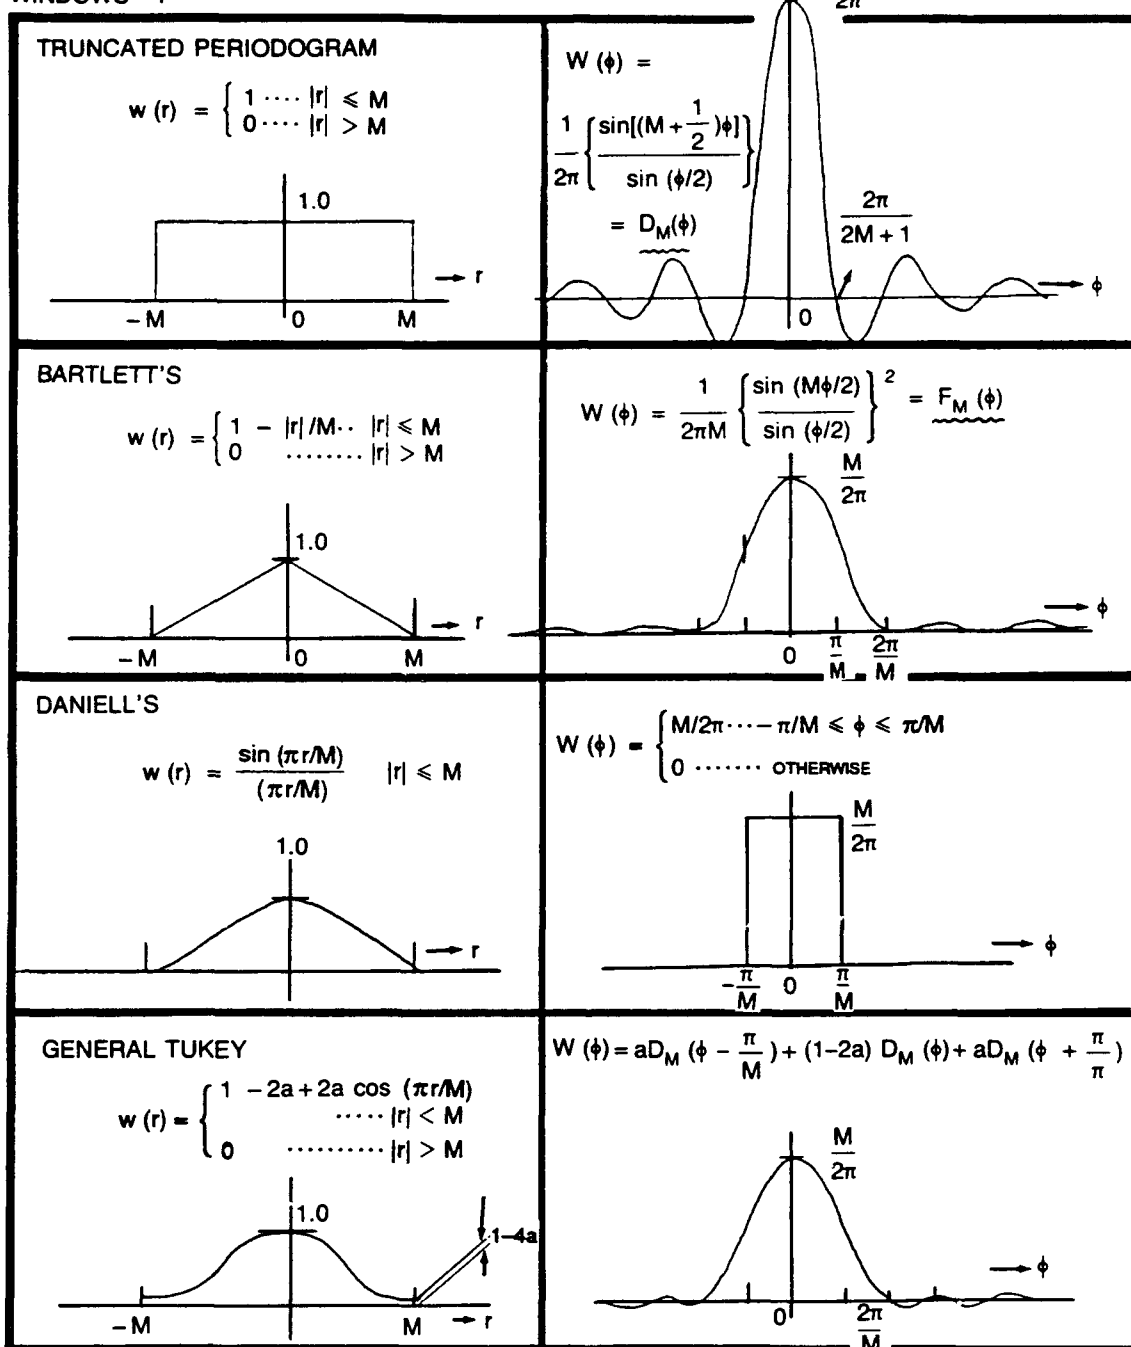 TRUNCATED PERIODOGRAM
w (r) = { 1 ···· |r| ⩽ M
0 ···· |r| > M
1.0
→ r
− M 0 M
2π
W (ϕ) =
1/2π { sin[(M + 1/2)ϕ] / sin (ϕ/2) }
= D_M(ϕ)
2π / 2M + 1
→ ϕ
0
BARTLETT'S
w (r) = { 1 − |r| /M·· |r| ⩽ M
0 ········ |r| > M
1.0
→ r
− M 0 M
W (ϕ) = 1/2πM { sin (Mϕ/2) / sin (ϕ/2) }² = F_M (ϕ)
M/2π
→ ϕ
0 π/M 2π/M
DANIELL'S
w (r) = sin (πr/M) / (πr/M) |r| ⩽ M
1.0
→ r
W (ϕ) = { M/2π ··· − π/M ⩽ ϕ ⩽ π/M
0 ······· OTHERWISE
M/2π
→ ϕ
−π/M 0 π/M
GENERAL TUKEY
w (r) = { 1 − 2a + 2a cos (πr/M)
····· |r| < M
0 ·········· |r| > M
1.0
1−4a
− M M → r
W (ϕ) = aD_M (ϕ − π/M) + (1-2a) D_M (ϕ) + aD_M (ϕ + π/π)
M/2π
→ ϕ
0 2π/M